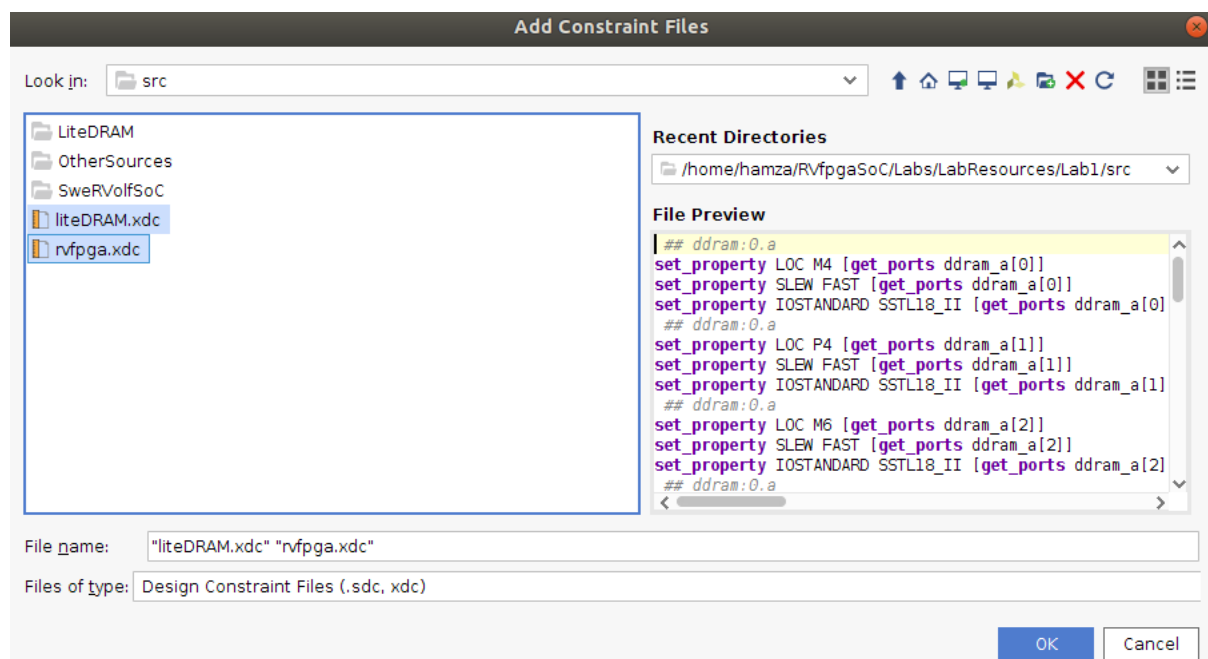 Add Constraint Files
Look in: src
LiteDRAM
OtherSources
SweRVolfSoC
liteDRAM.xdc
rvfpga.xdc
Recent Directories
/home/hamza/RVfpgaSoC/Labs/LabResources/Lab1/src
File Preview
## ddram:0.a
set_property LOC M4 [get_ports ddram_a[0]]
set_property SLEW FAST [get_ports ddram_a[0]]
set_property IOSTANDARD SSTL18_II [get_ports ddram_a[0]
## ddram:0.a
set_property LOC P4 [get_ports ddram_a[1]]
set_property SLEW FAST [get_ports ddram_a[1]]
set_property IOSTANDARD SSTL18_II [get_ports ddram_a[1]
## ddram:0.a
set_property LOC M6 [get_ports ddram_a[2]]
set_property SLEW FAST [get_ports ddram_a[2]]
set_property IOSTANDARD SSTL18_II [get_ports ddram_a[2]
## ddram:0.a
File name: "liteDRAM.xdc" "rvfpga.xdc"
Files of type: Design Constraint Files (.sdc, xdc)
OK Cancel